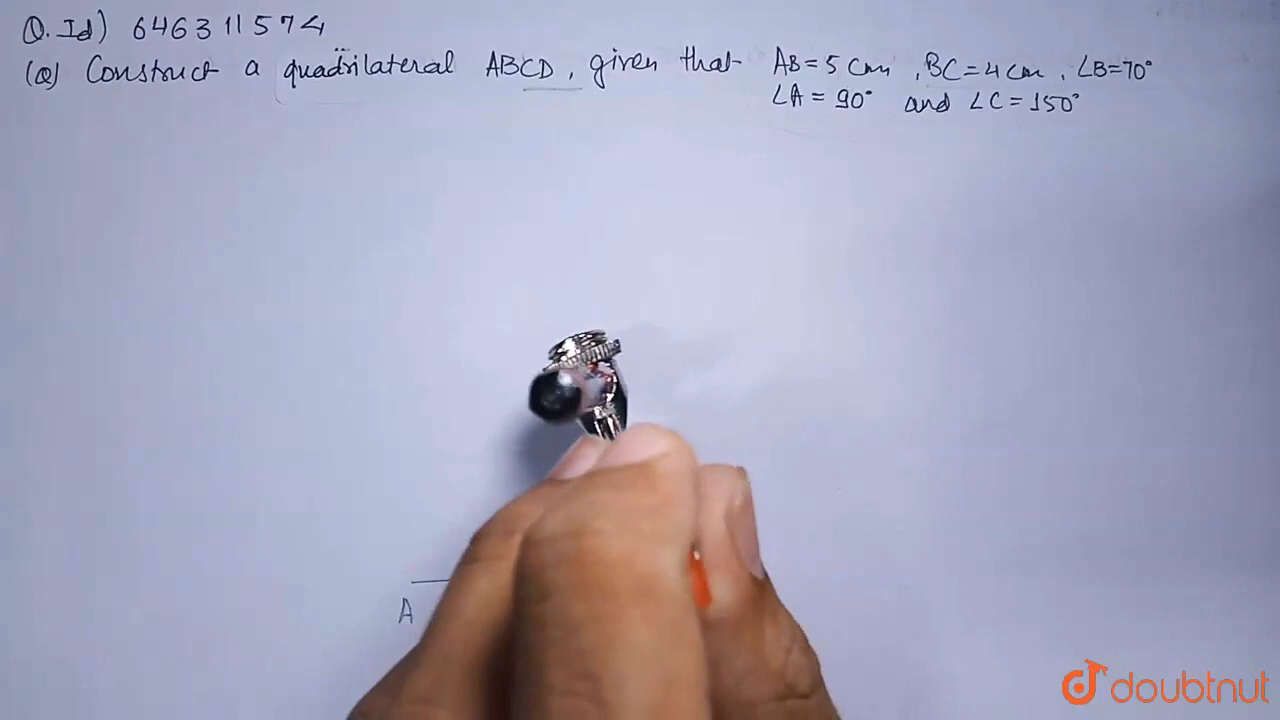 Q.Id) 646311574
(Q) Construct a quadrilateral ABCD, given that AB=5 cm, BC=4 cm, ∠B=70°
∠A = 90° and ∠C=150°
A
doubtnut